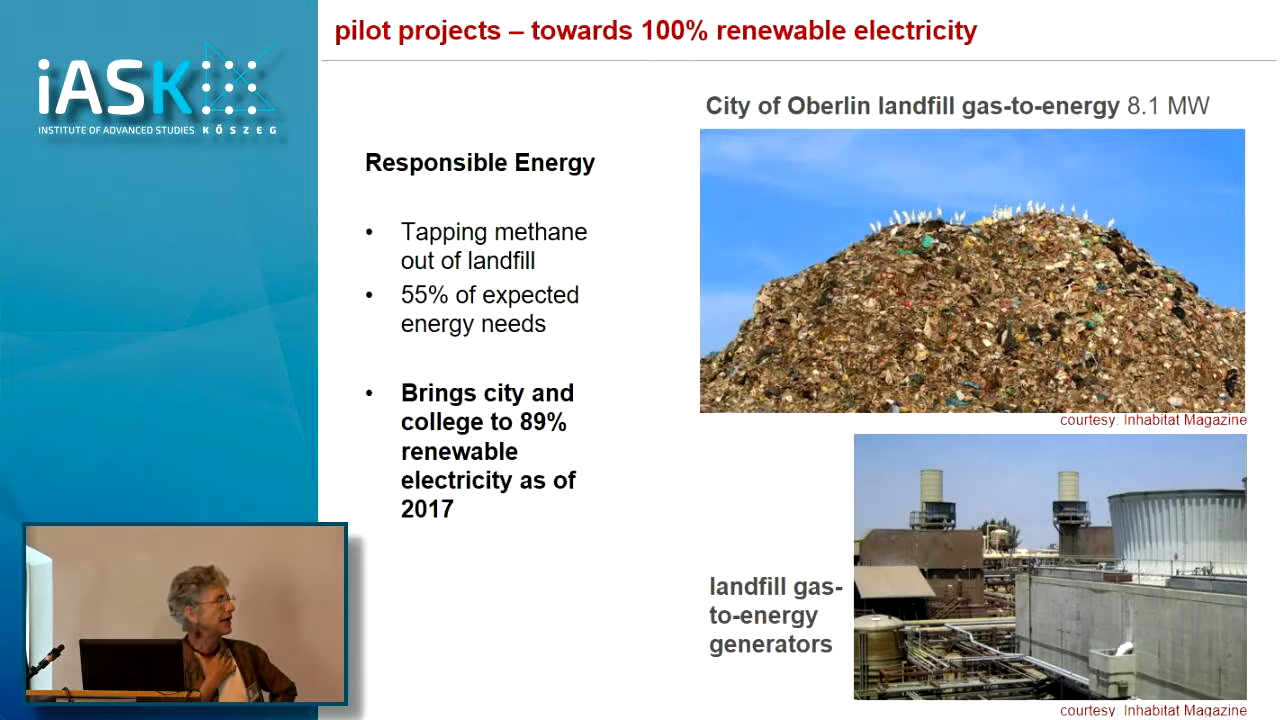 pilot projects – towards 100% renewable electricity
iASK
INSTITUTE OF ADVANCED STUDIES KŐSZEG
City of Oberlin landfill gas-to-energy 8.1 MW
Responsible Energy
• Tapping methane
out of landfill
• 55% of expected
energy needs
• Brings city and
college to 89%
renewable
electricity as of
2017
courtesy: Inhabitat Magazine
landfill gas-
to-energy
generators
courtesy: Inhabitat Magazine